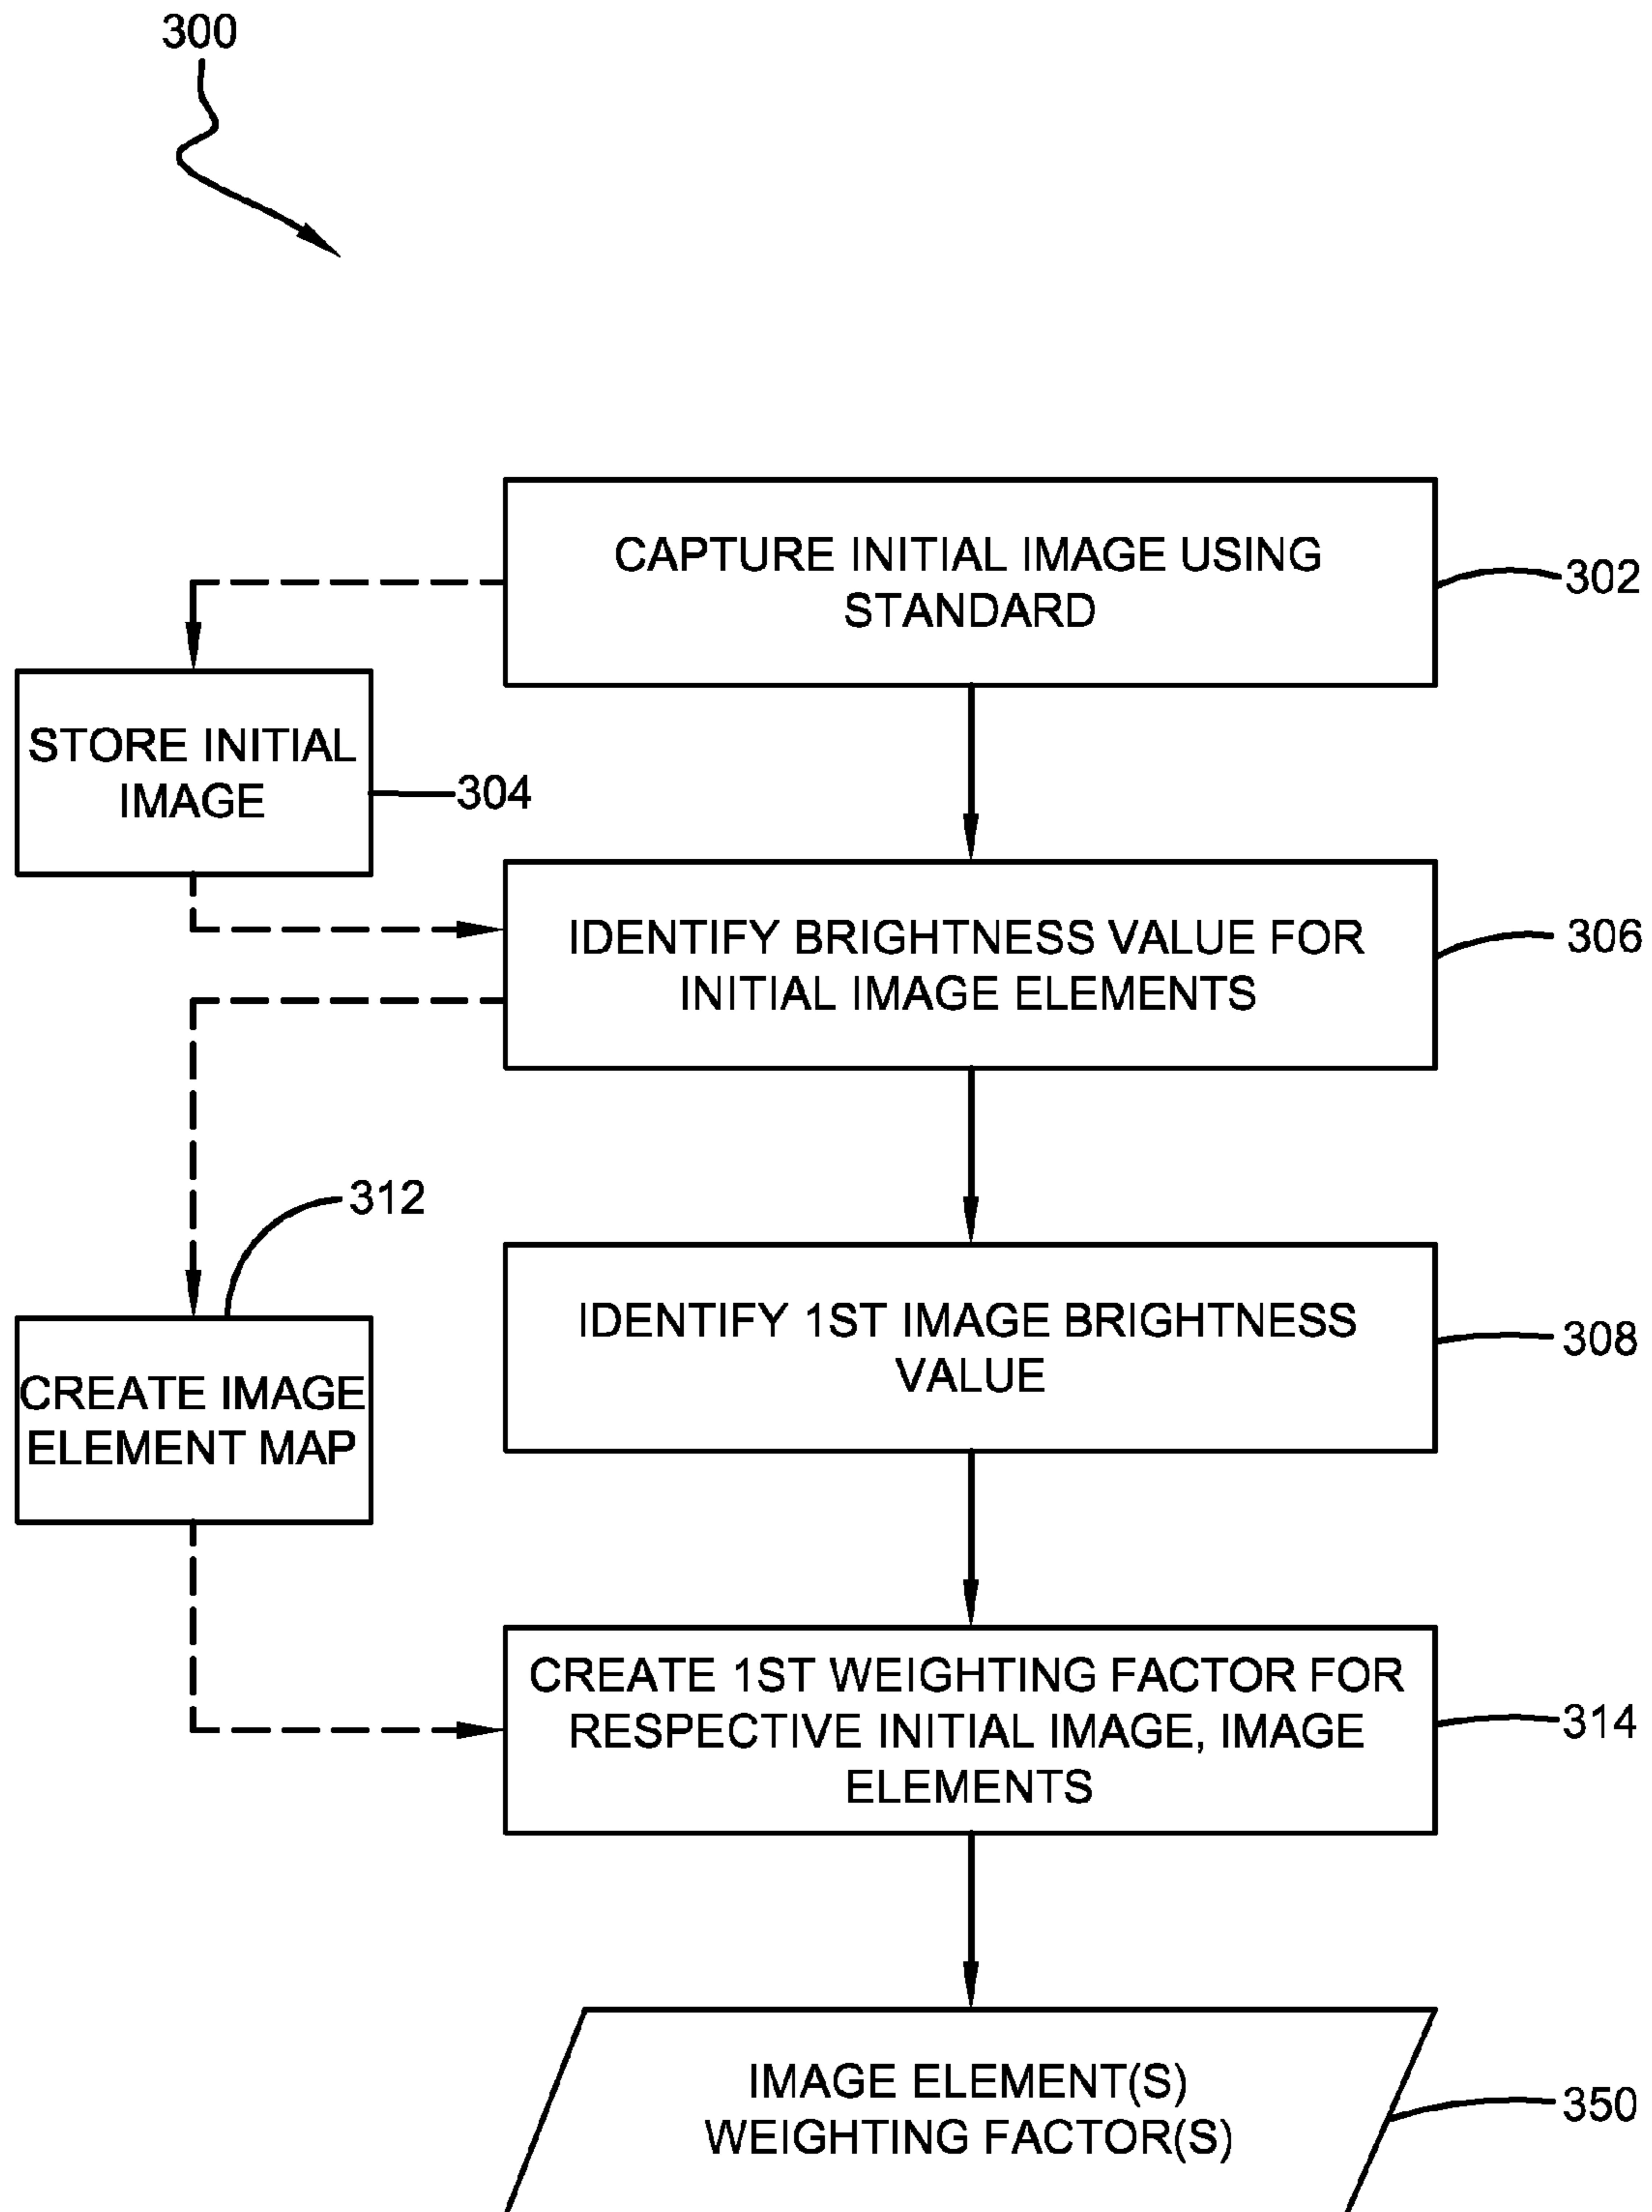 300
CAPTURE INITIAL IMAGE USING
STANDARD
302
STORE INITIAL
IMAGE
304
IDENTIFY BRIGHTNESS VALUE FOR
INITIAL IMAGE ELEMENTS
306
312
IDENTIFY 1ST IMAGE BRIGHTNESS
VALUE
308
CREATE IMAGE
ELEMENT MAP
CREATE 1ST WEIGHTING FACTOR FOR
RESPECTIVE INITIAL IMAGE, IMAGE
ELEMENTS
314
IMAGE ELEMENT(S)
WEIGHTING FACTOR(S)
350